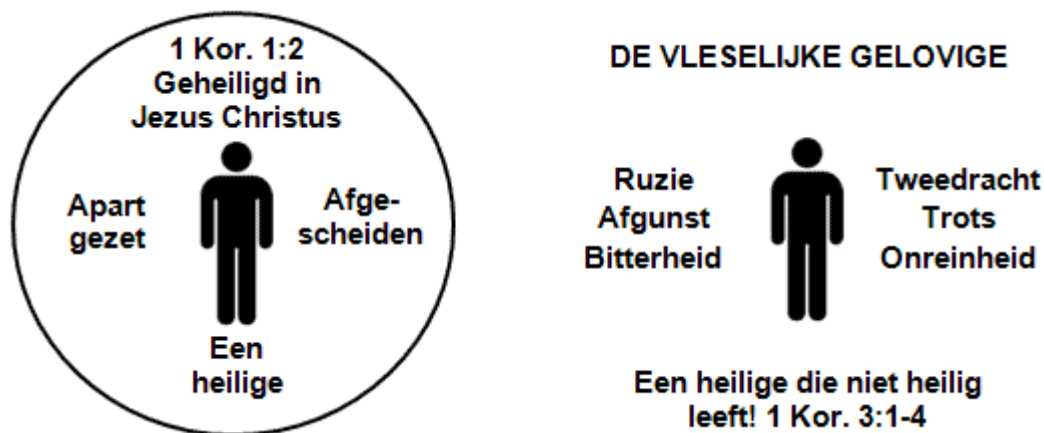 1 Kor. 1:2
Geheiligd in
Jezus Christus
Apart
gezet
Afge-
scheiden
Een
heilige
DE VLESELIJKE GELOVIGE
Ruzie
Afgunst
Bitterheid
Tweedracht
Trots
Onreinheid
Een heilige die niet heilig
leeft! 1 Kor. 3:1-4